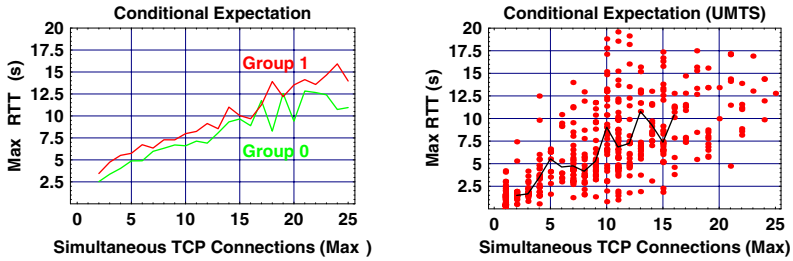 Conditional Expectation
20
17.5
15
12.5
10
7.5
5
2.5
Max RTT (s)
Group 1
Group 0
0 5 10 15 20 25
Simultaneous TCP Connections (Max )
Conditional Expectation (UMTS)
20
17.5
15
12.5
10
7.5
5
2.5
Max RTT (s)
0 5 10 15 20 25
Simultaneous TCP Connections (Max)